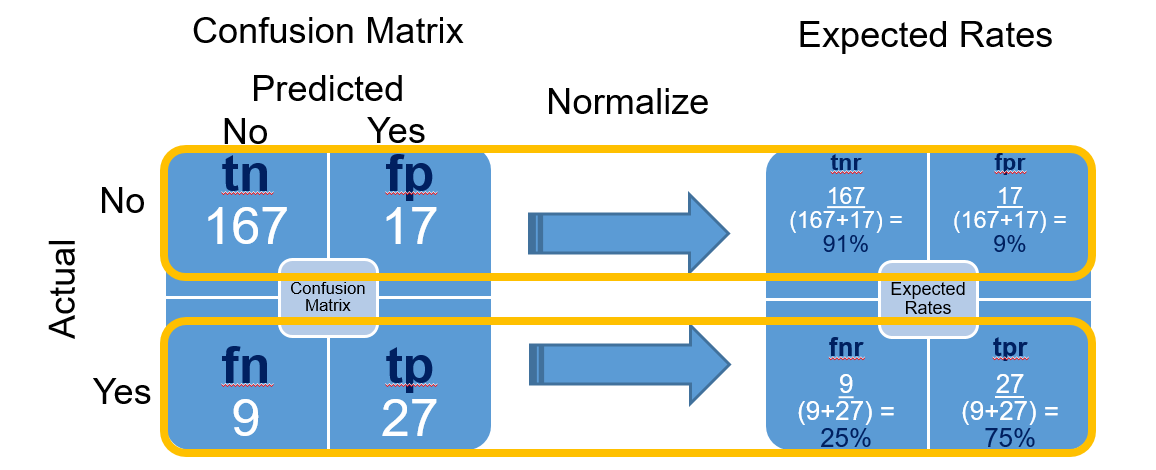 Confusion Matrix
Expected Rates
Predicted
Normalize
No
Yes
Actual
No
tn
fp
167
17
tnr
fpr
167
17
(167+17) =
(167+17) =
91%
9%
Confusion
Matrix
Expected
Rates
Yes
fn
tp
9
27
fnr
tpr
9
27
(9+27) =
(9+27) =
25%
75%